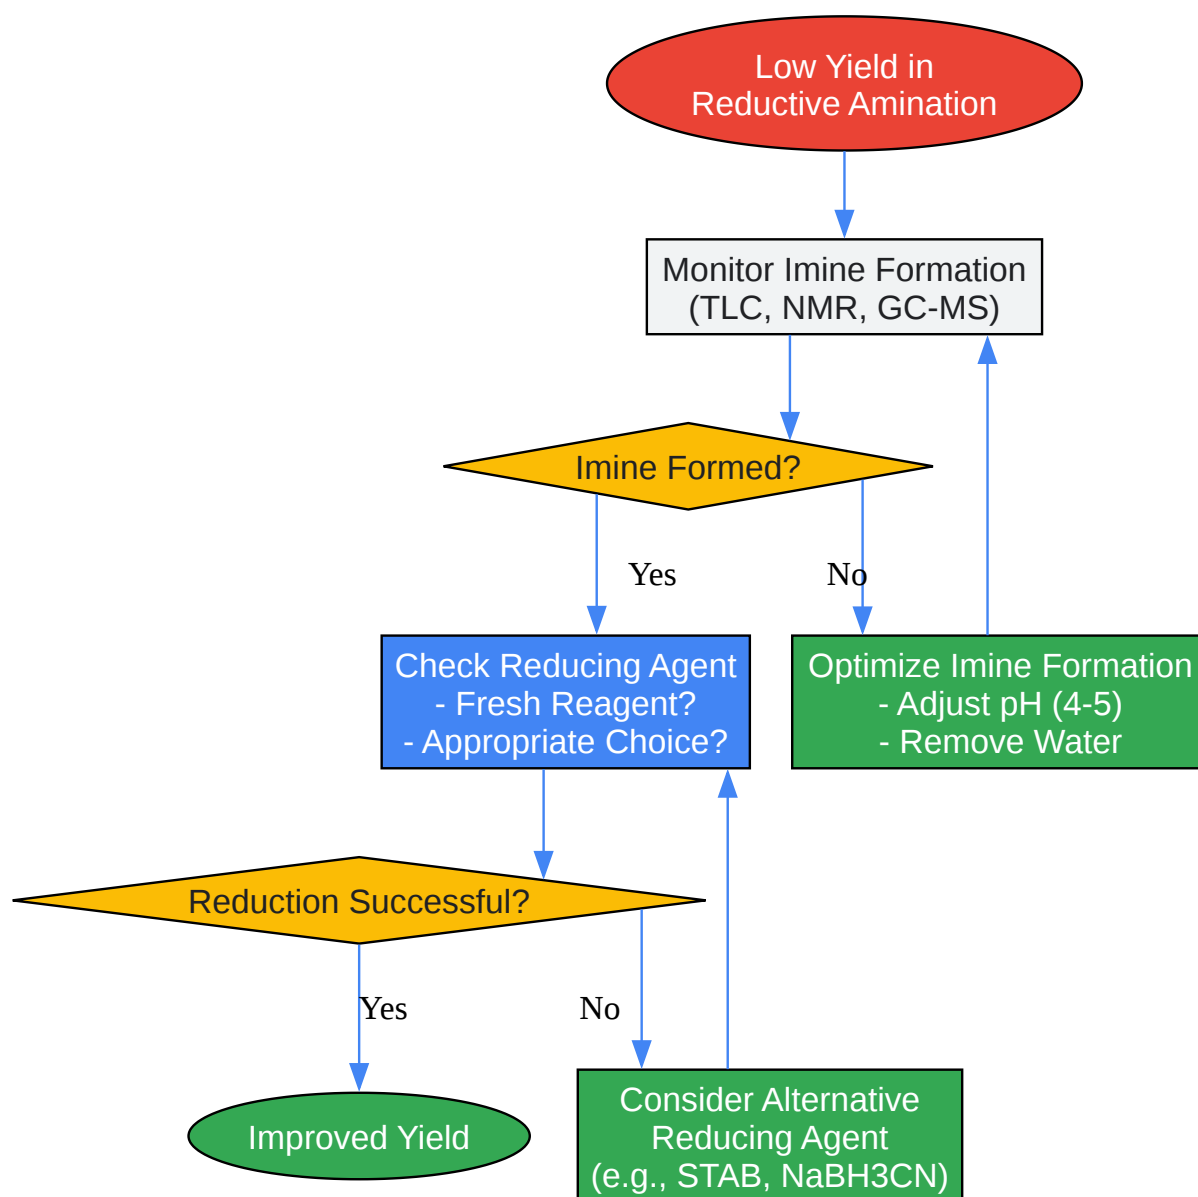 Low Yield in
Reductive Amination
Monitor Imine Formation
(TLC, NMR, GC-MS)
Imine Formed?
Yes
No
Check Reducing Agent
- Fresh Reagent?
- Appropriate Choice?
Optimize Imine Formation
- Adjust pH (4-5)
- Remove Water
Reduction Successful?
Yes
No
Improved Yield
Consider Alternative
Reducing Agent
(e.g., STAB, NaBH3CN)